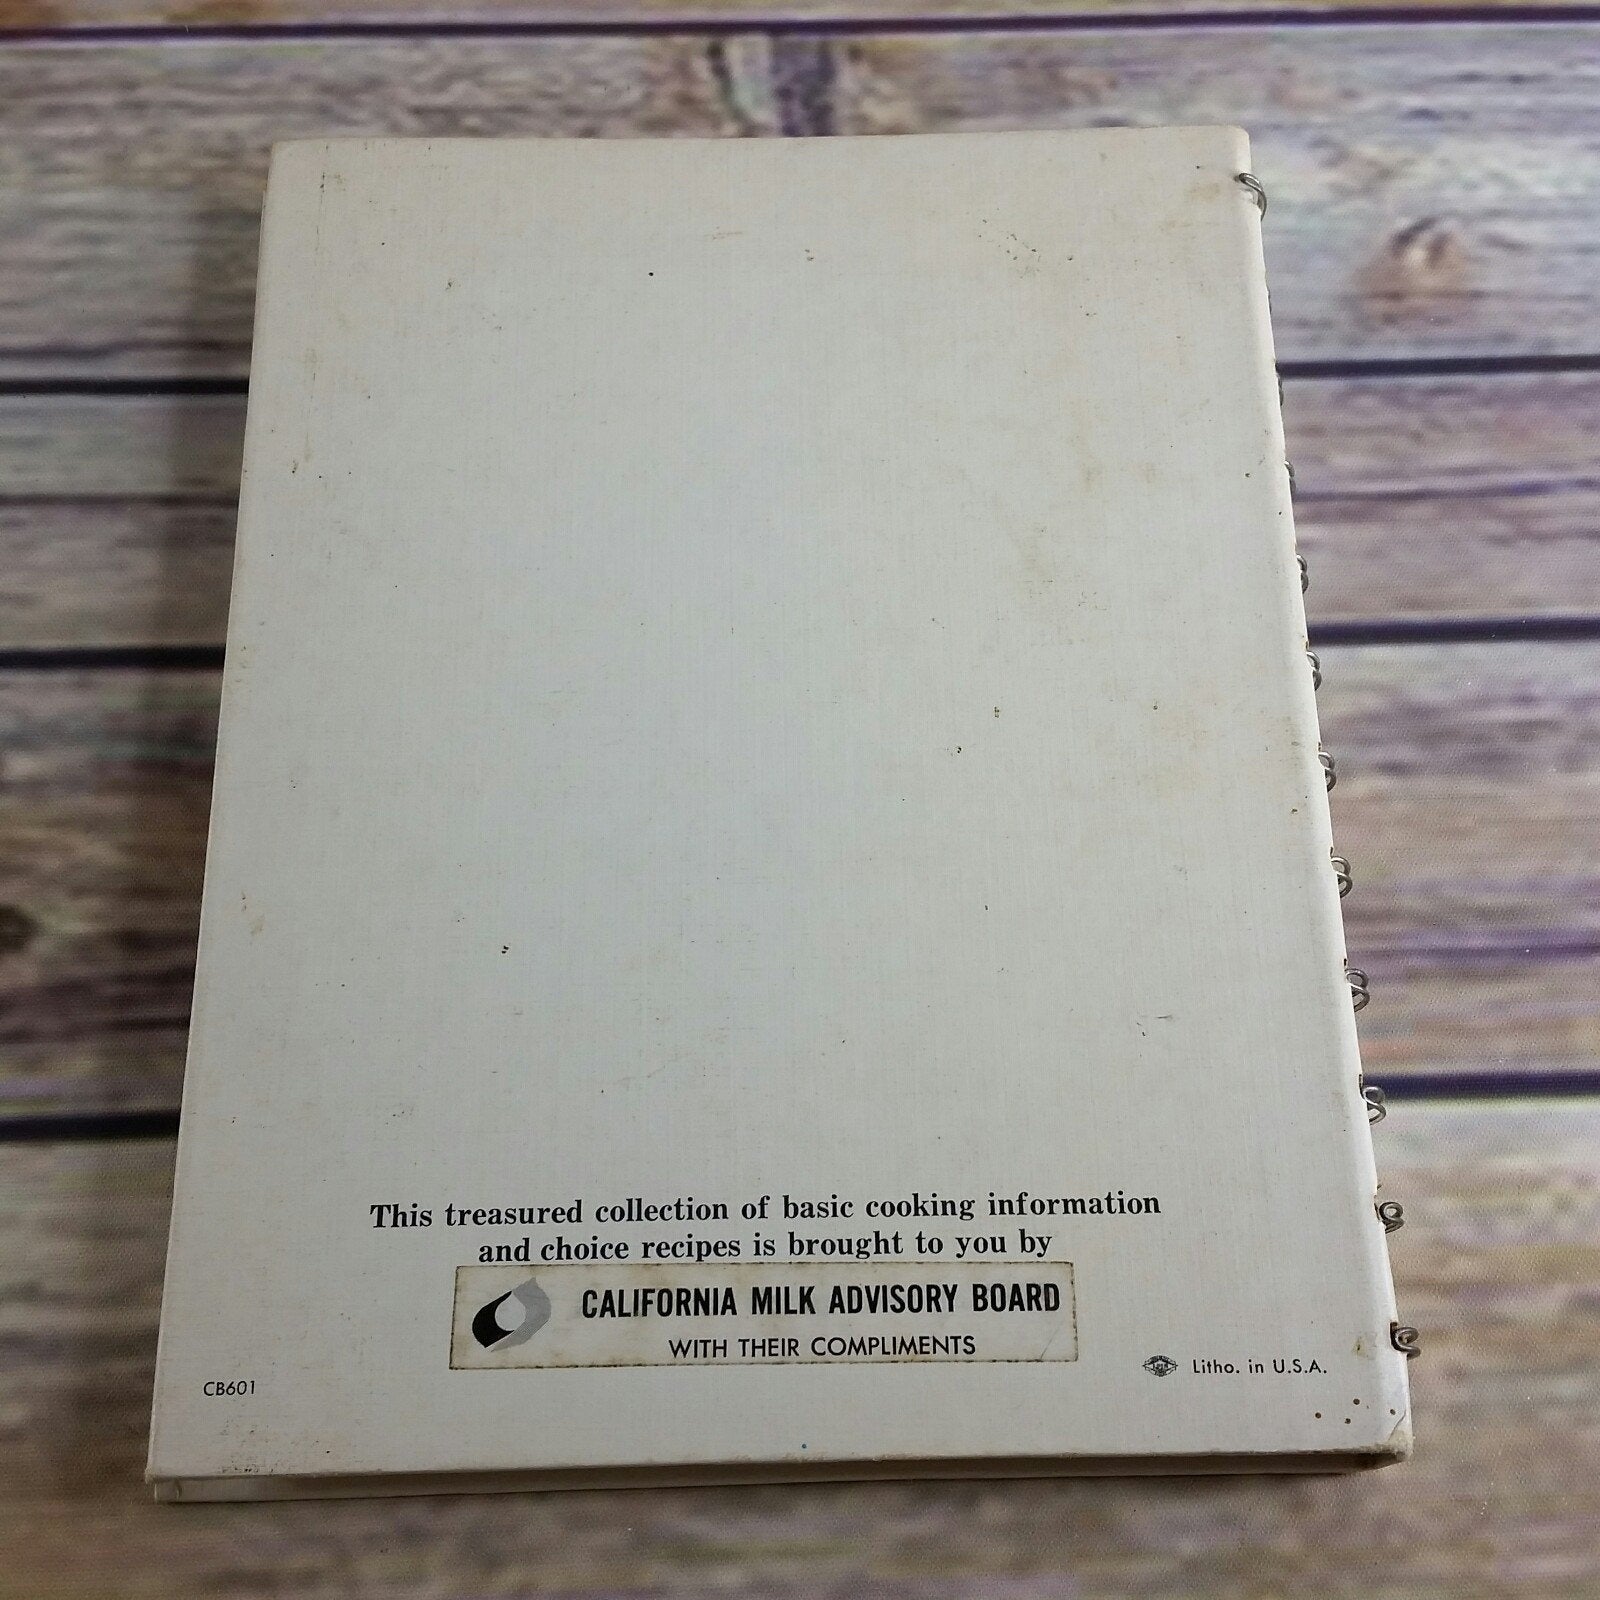 This treasured collection of basic cooking information
and choice recipes is brought to you by
CALIFORNIA MILK ADVISORY BOARD
WITH THEIR COMPLIMENTS
Litho. in U.S.A.
CB601